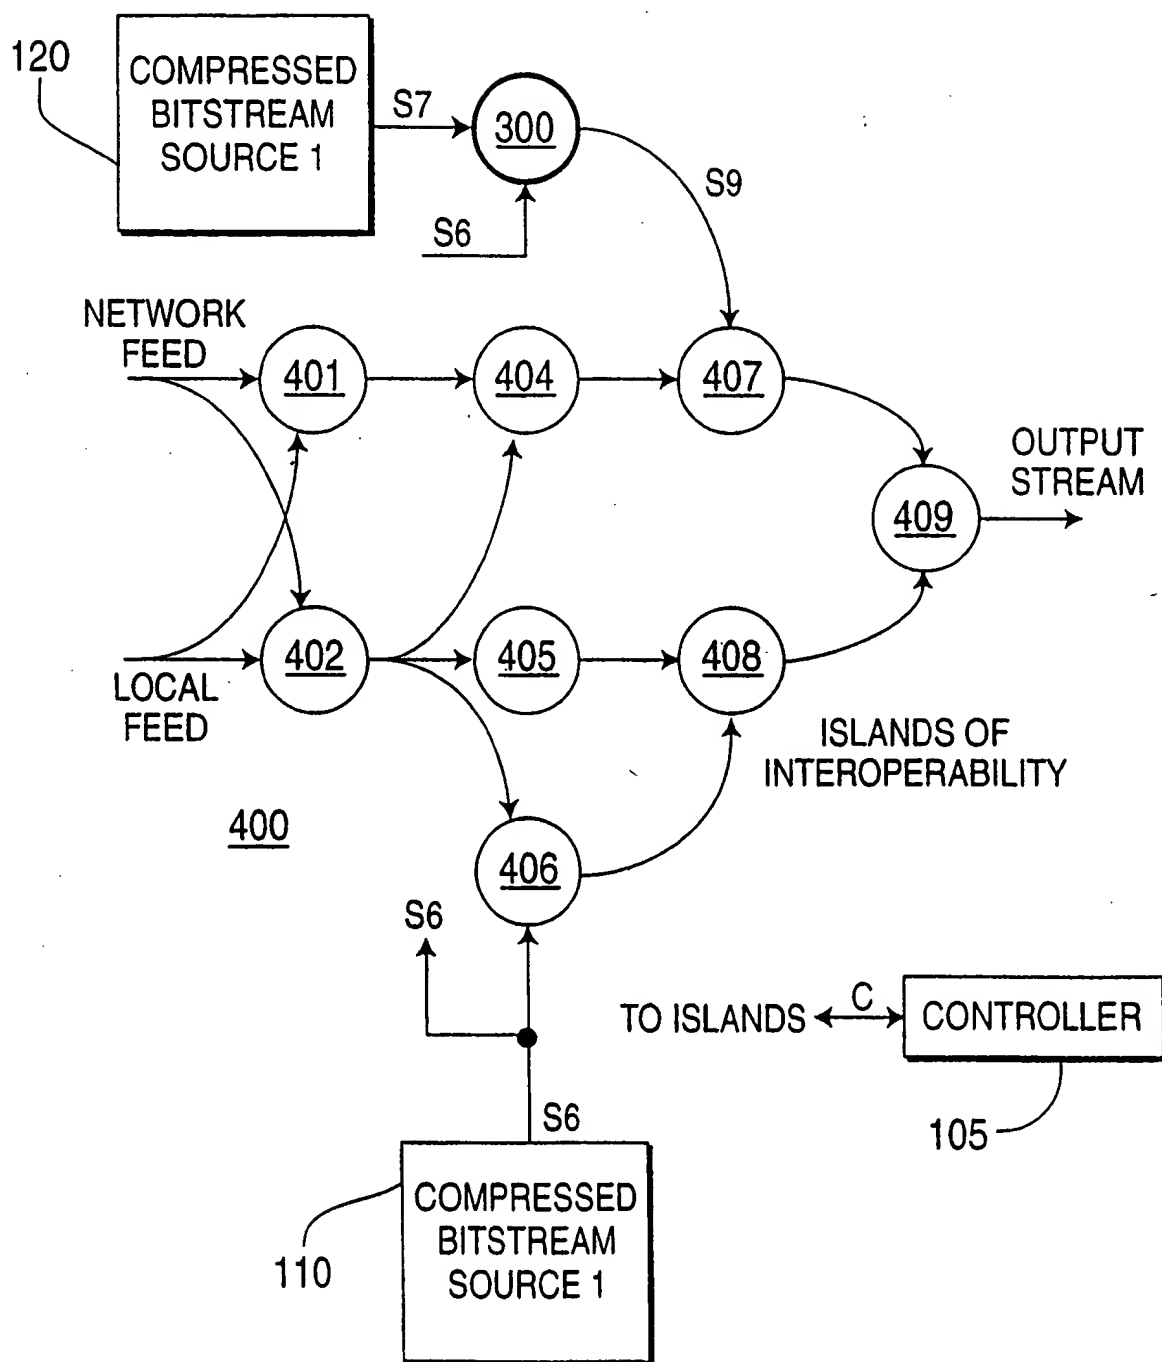 120
COMPRESSED
BITSTREAM
SOURCE 1
S7
300
S9
S6
NETWORK
FEED
401
404
407
OUTPUT
STREAM
409
402
405
408
LOCAL
FEED
ISLANDS OF
INTEROPERABILITY
400
406
S6
TO ISLANDS
C
CONTROLLER
105
S6
COMPRESSED
BITSTREAM
SOURCE 1
110